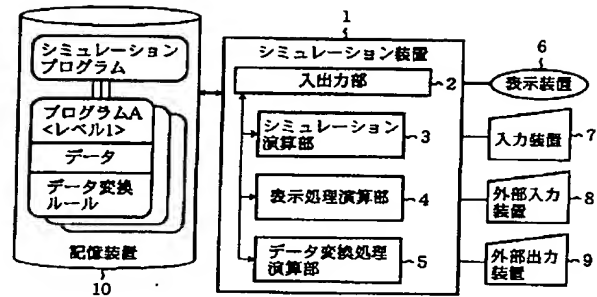 シミュレーション
プログラム
プログラムA
<レベル1>
データ
データ変換
ルール
記憶装置
10
1
シミュレーション装置
入出力部
2
シミュレーション
演算部
3
表示処理演算部
4
データ変換処理
演算部
5
6
表示装置
入力装置
7
外部入力
装置
8
外部出力
装置
9